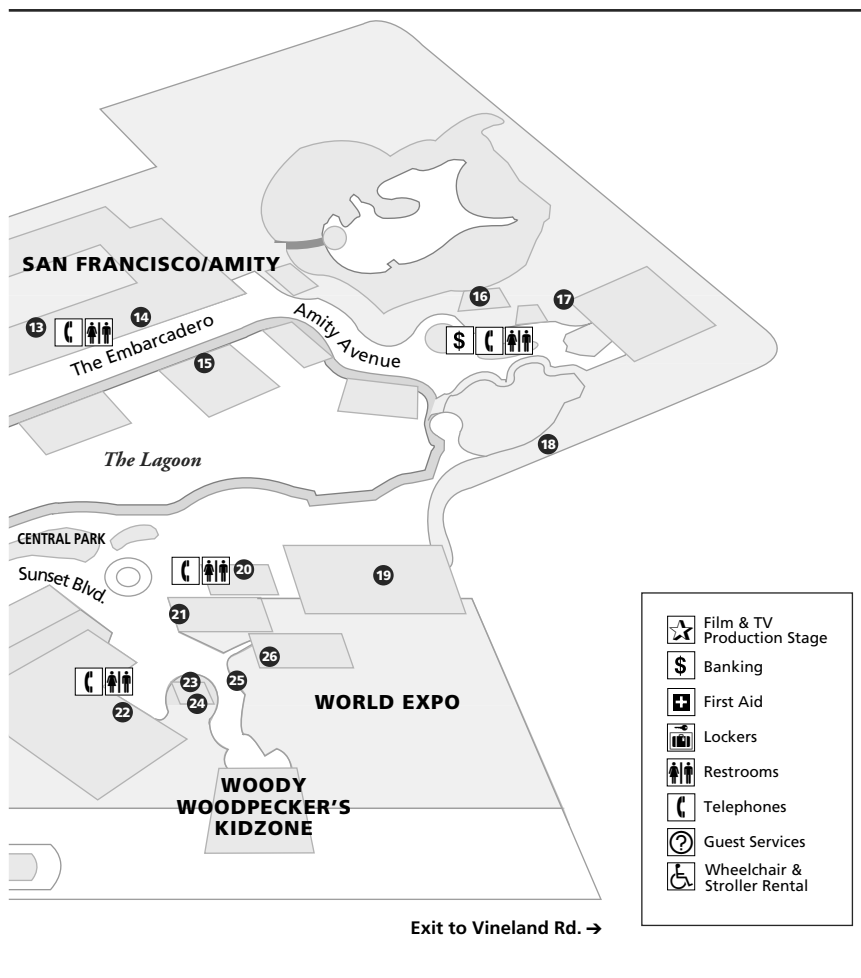 SAN FRANCISCO/AMITY
13
14
The Embarcadero
15
Amity Avenue
16
17
$
18
The Lagoon
CENTRAL PARK
Sunset Blvd.
20
19
21
26
23
25
24
22
WORLD EXPO
WOODY
WOODPECKER'S
KIDZONE
Film & TV
Production Stage
$
Banking
First Aid
Lockers
Restrooms
Telephones
?
Guest Services
Wheelchair &
Stroller Rental
Exit to Vineland Rd. →